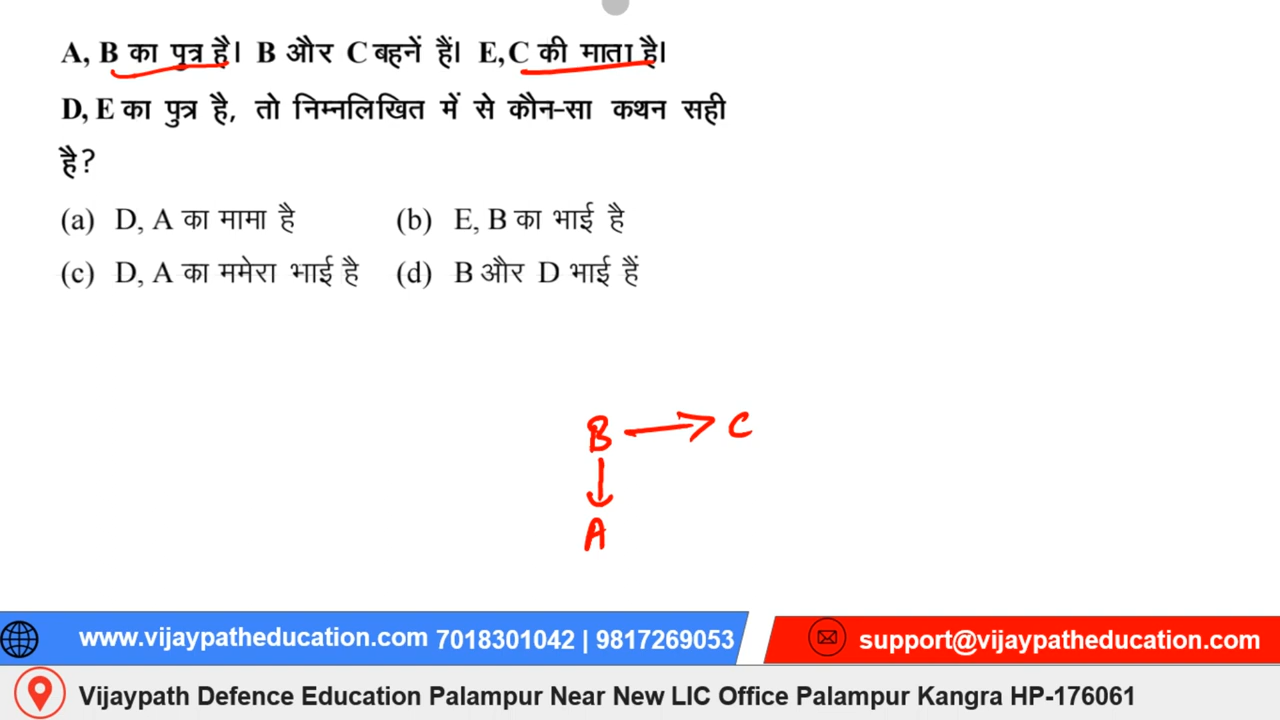 A, B का पुत्र है। B और C बहनें हैं। E, C की माता है।
D, E का पुत्र है, तो निम्नलिखित में से कौन-सा कथन सही
है?
(a) D, A का मामा है (b) E, B का भाई है
(c) D, A का ममेरा भाई है (d) B और D भाई हैं
B → C
↓
A
www.vijaypatheducation.com 7018301042 | 9817269053 support@vijaypatheducation.com
Vijaypath Defence Education Palampur Near New LIC Office Palampur Kangra HP-176061